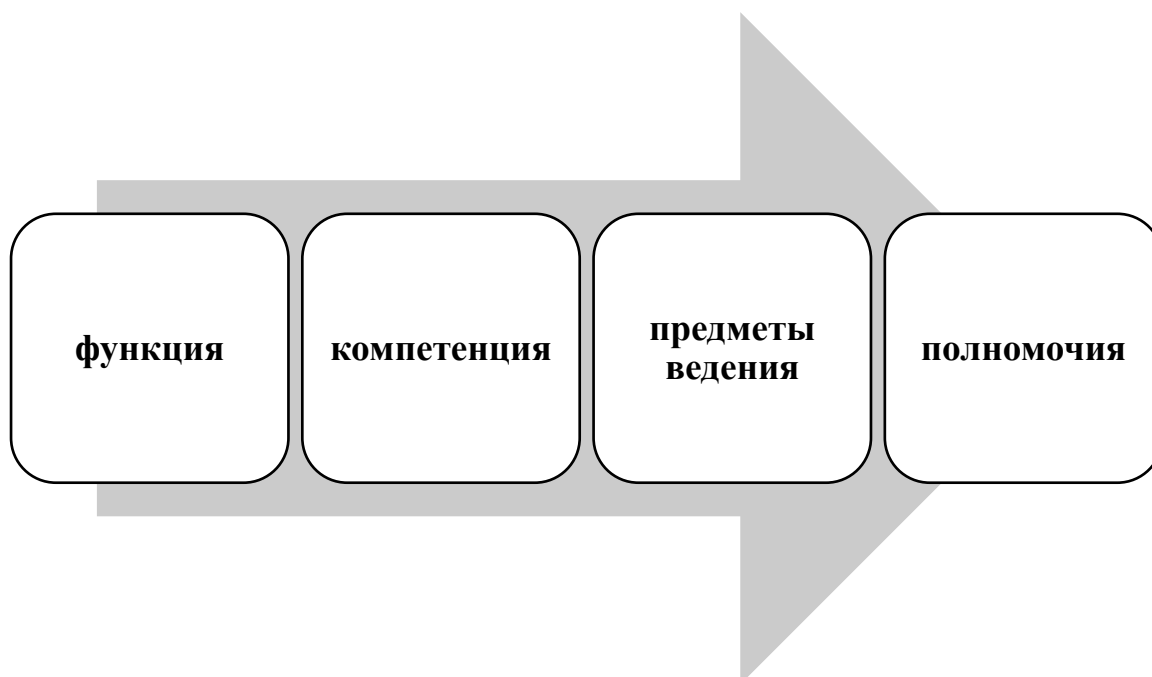 функция
компетенция
предметы
ведения
полномочия